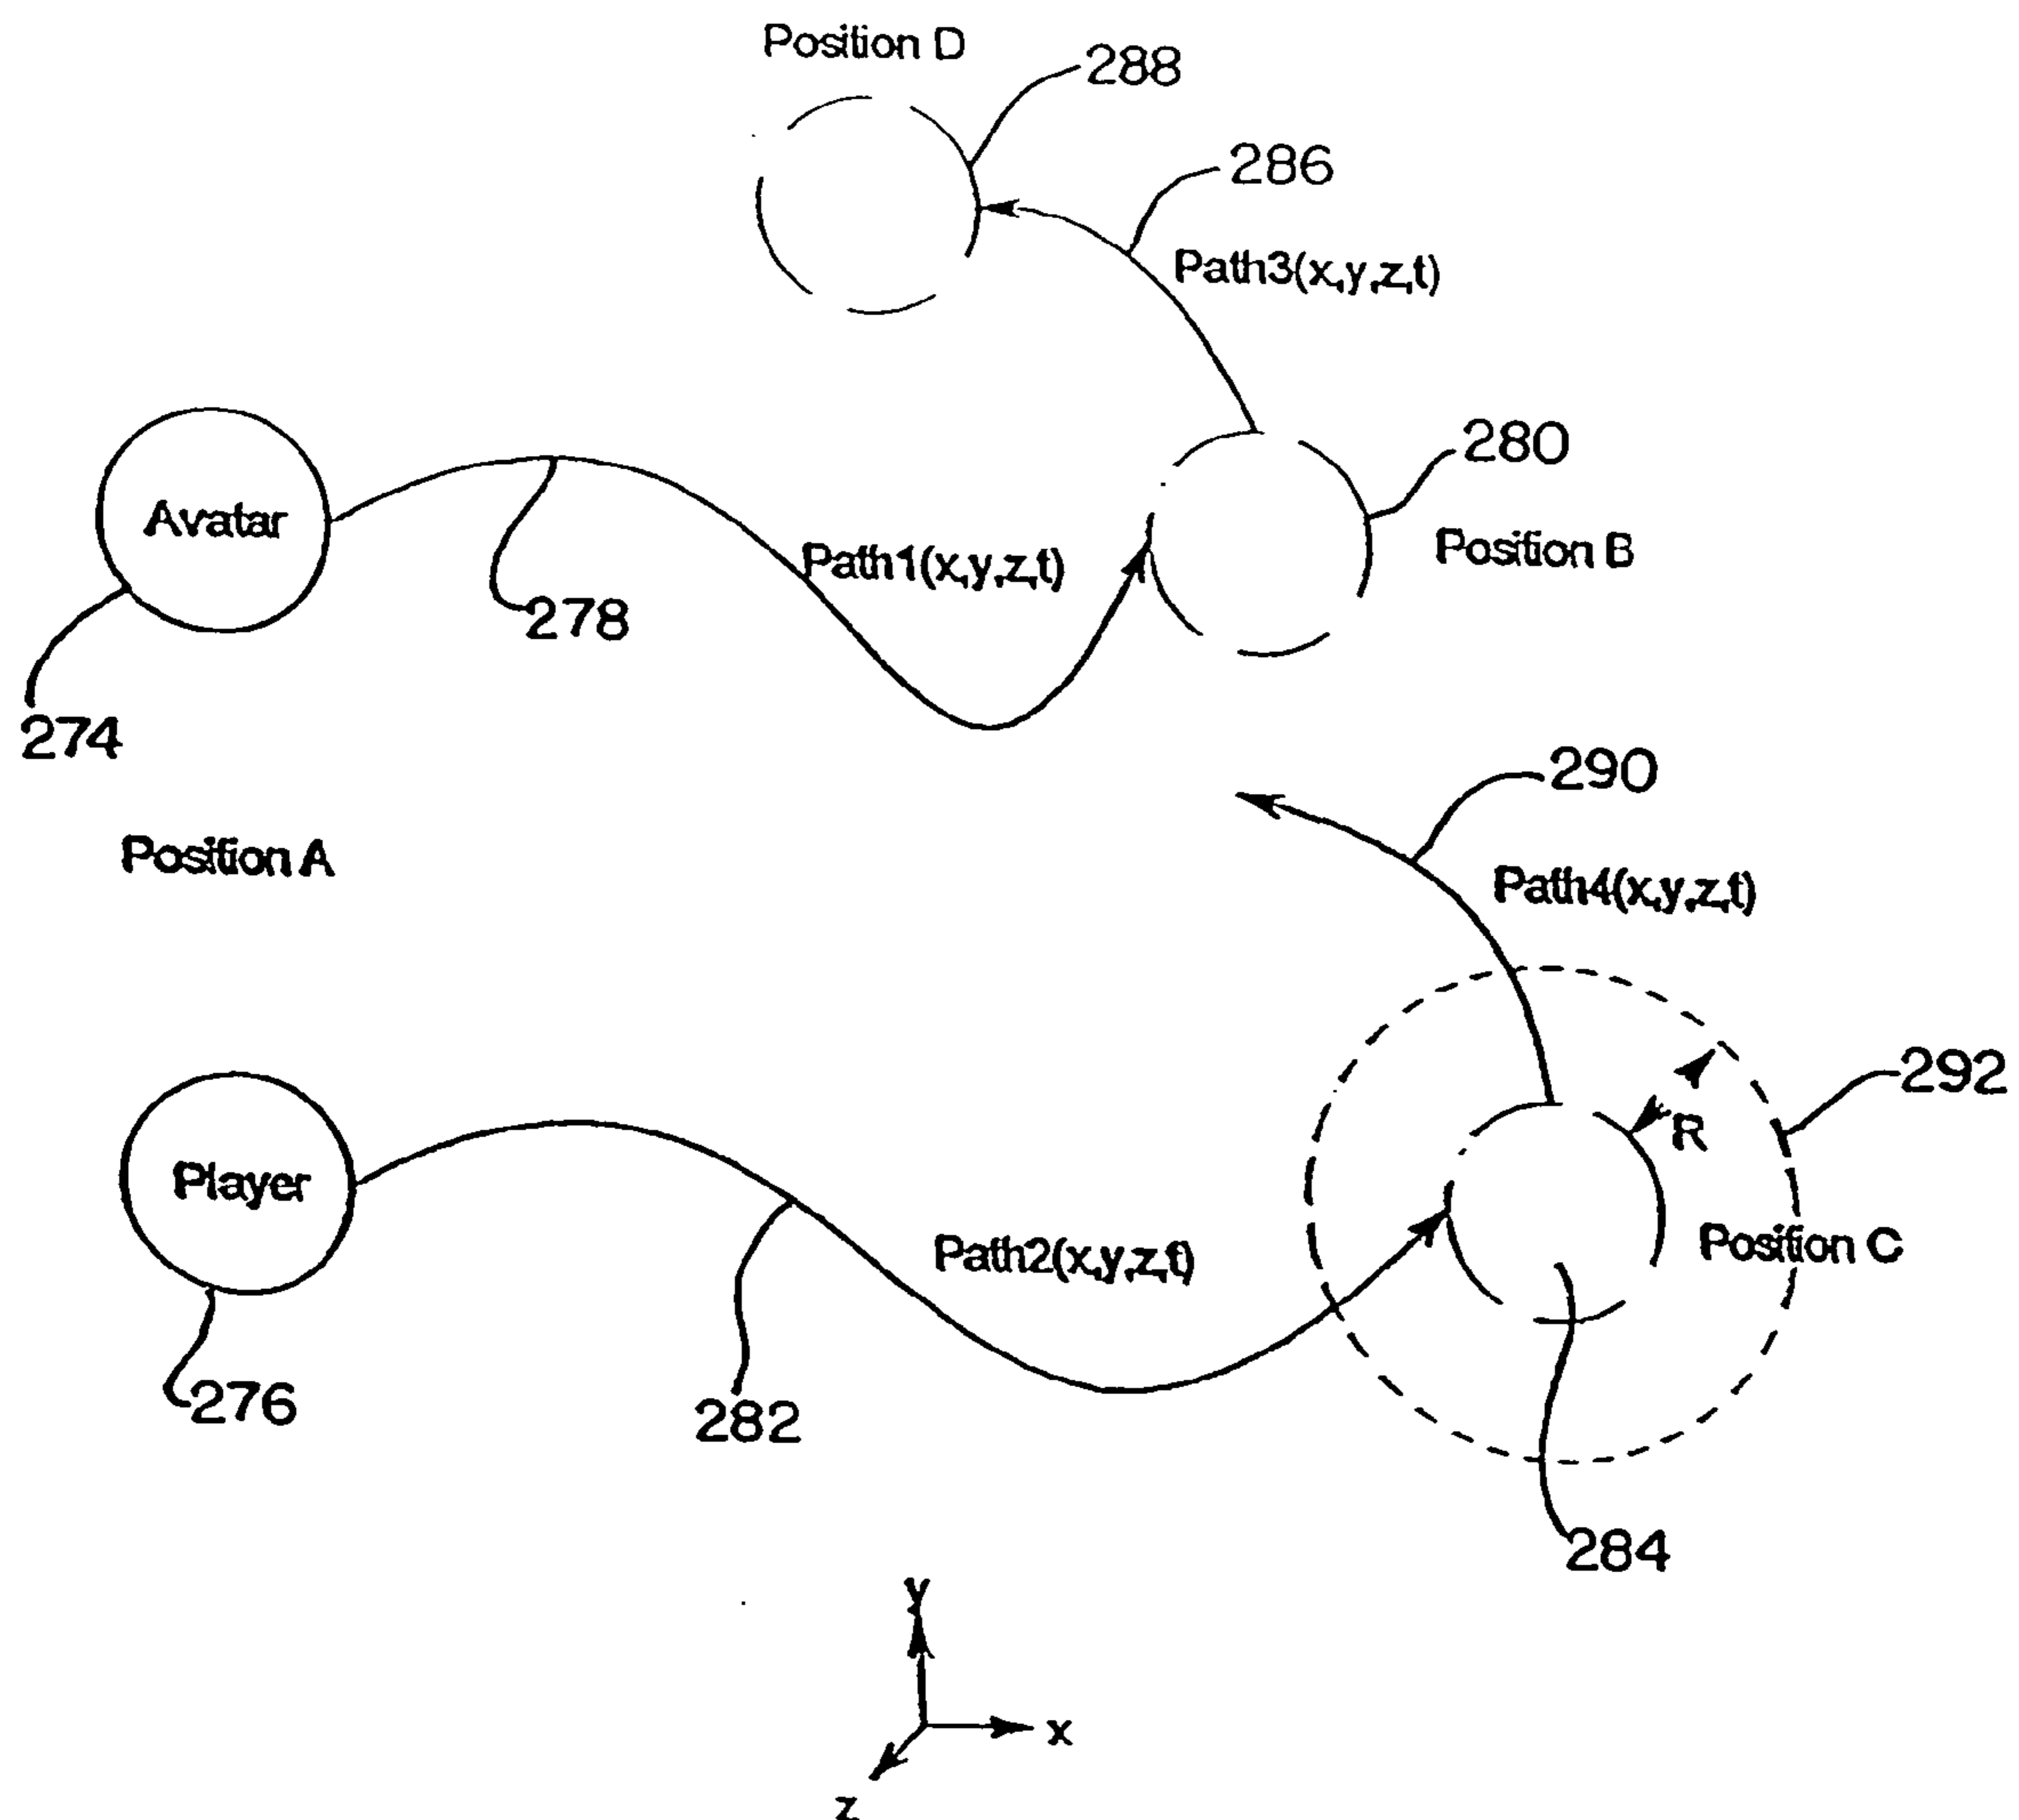 Position D
288
286
Path3(x,y,z,t)
280
Avatar
Position B
Path1(x,y,z,t)
278
274
290
Position A
Path4(x,y,z,t)
292
R
Player
Position C
Path2(x,y,z,t)
276
282
284
y
x
z